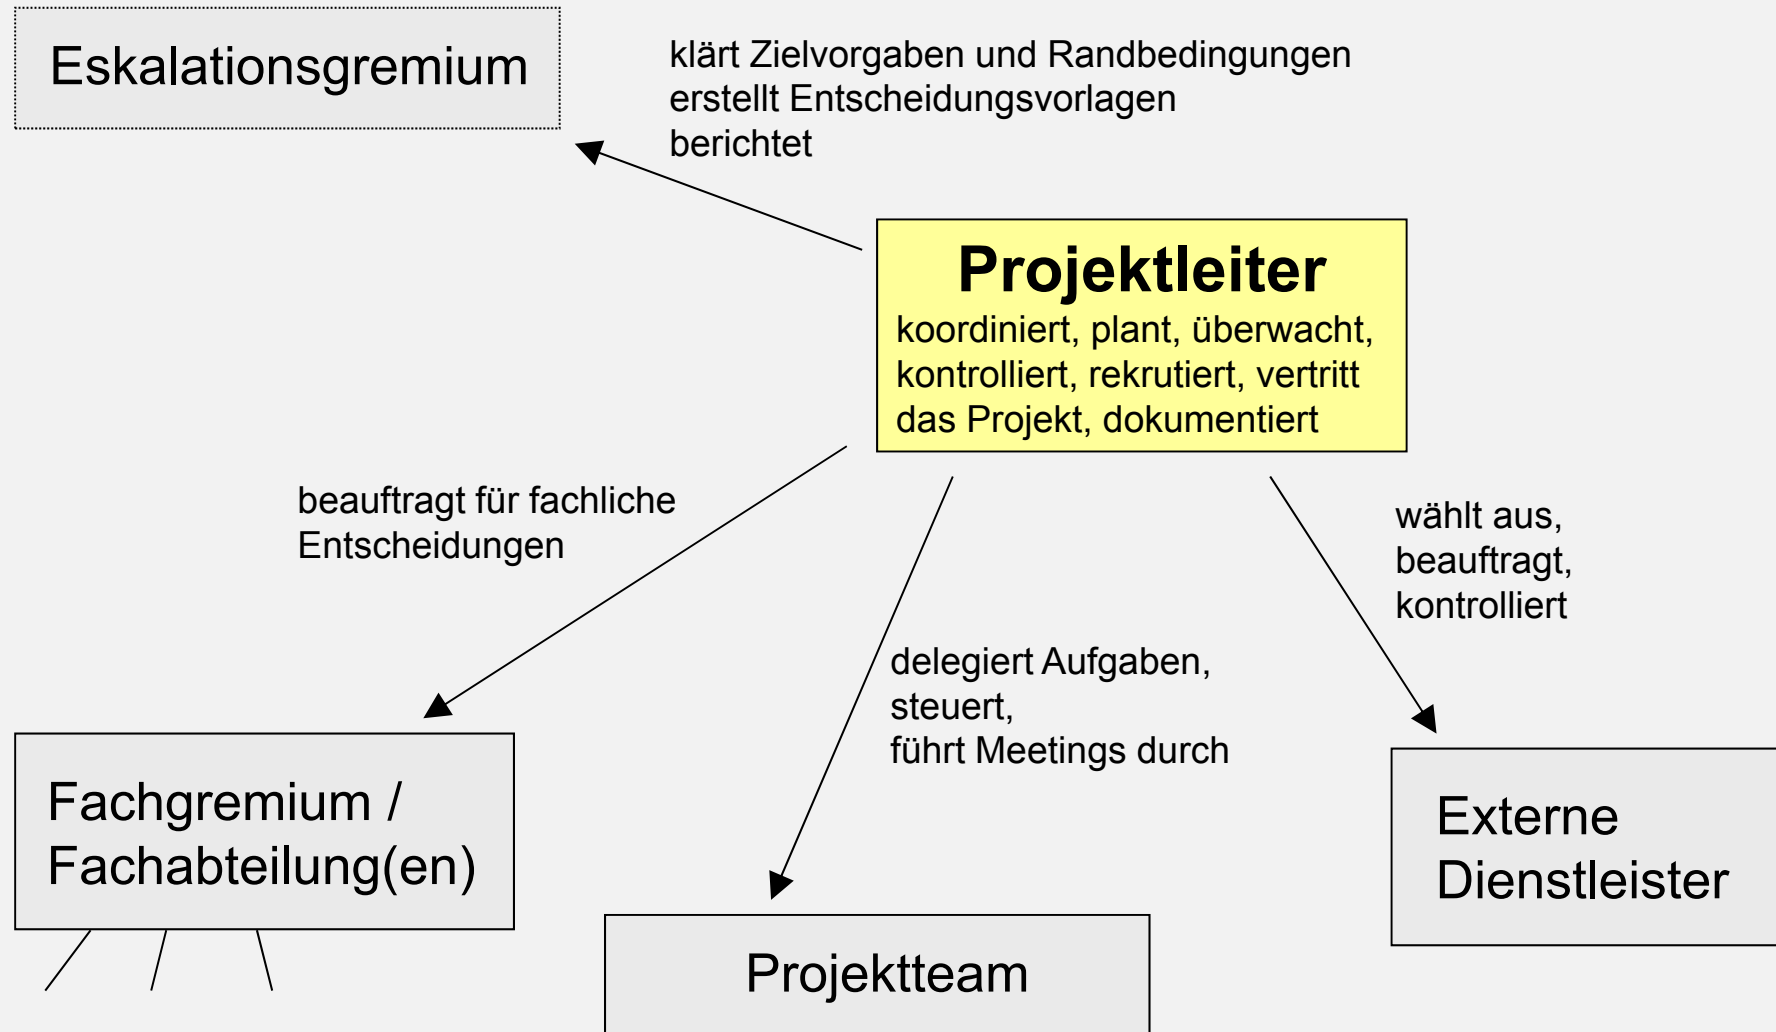 Eskalationsgremium
klärt Zielvorgaben und Randbedingungen
erstellt Entscheidungsvorlagen
berichtet
Projektleiter
koordiniert, plant, überwacht,
kontrolliert, rekrutiert, vertritt
das Projekt, dokumentiert
beauftragt für fachliche
Entscheidungen
wählt aus,
beauftragt,
kontrolliert
delegiert Aufgaben,
steuert,
führt Meetings durch
Fachgremium /
Fachabteilung(en)
Externe
Dienstleister
Projektteam